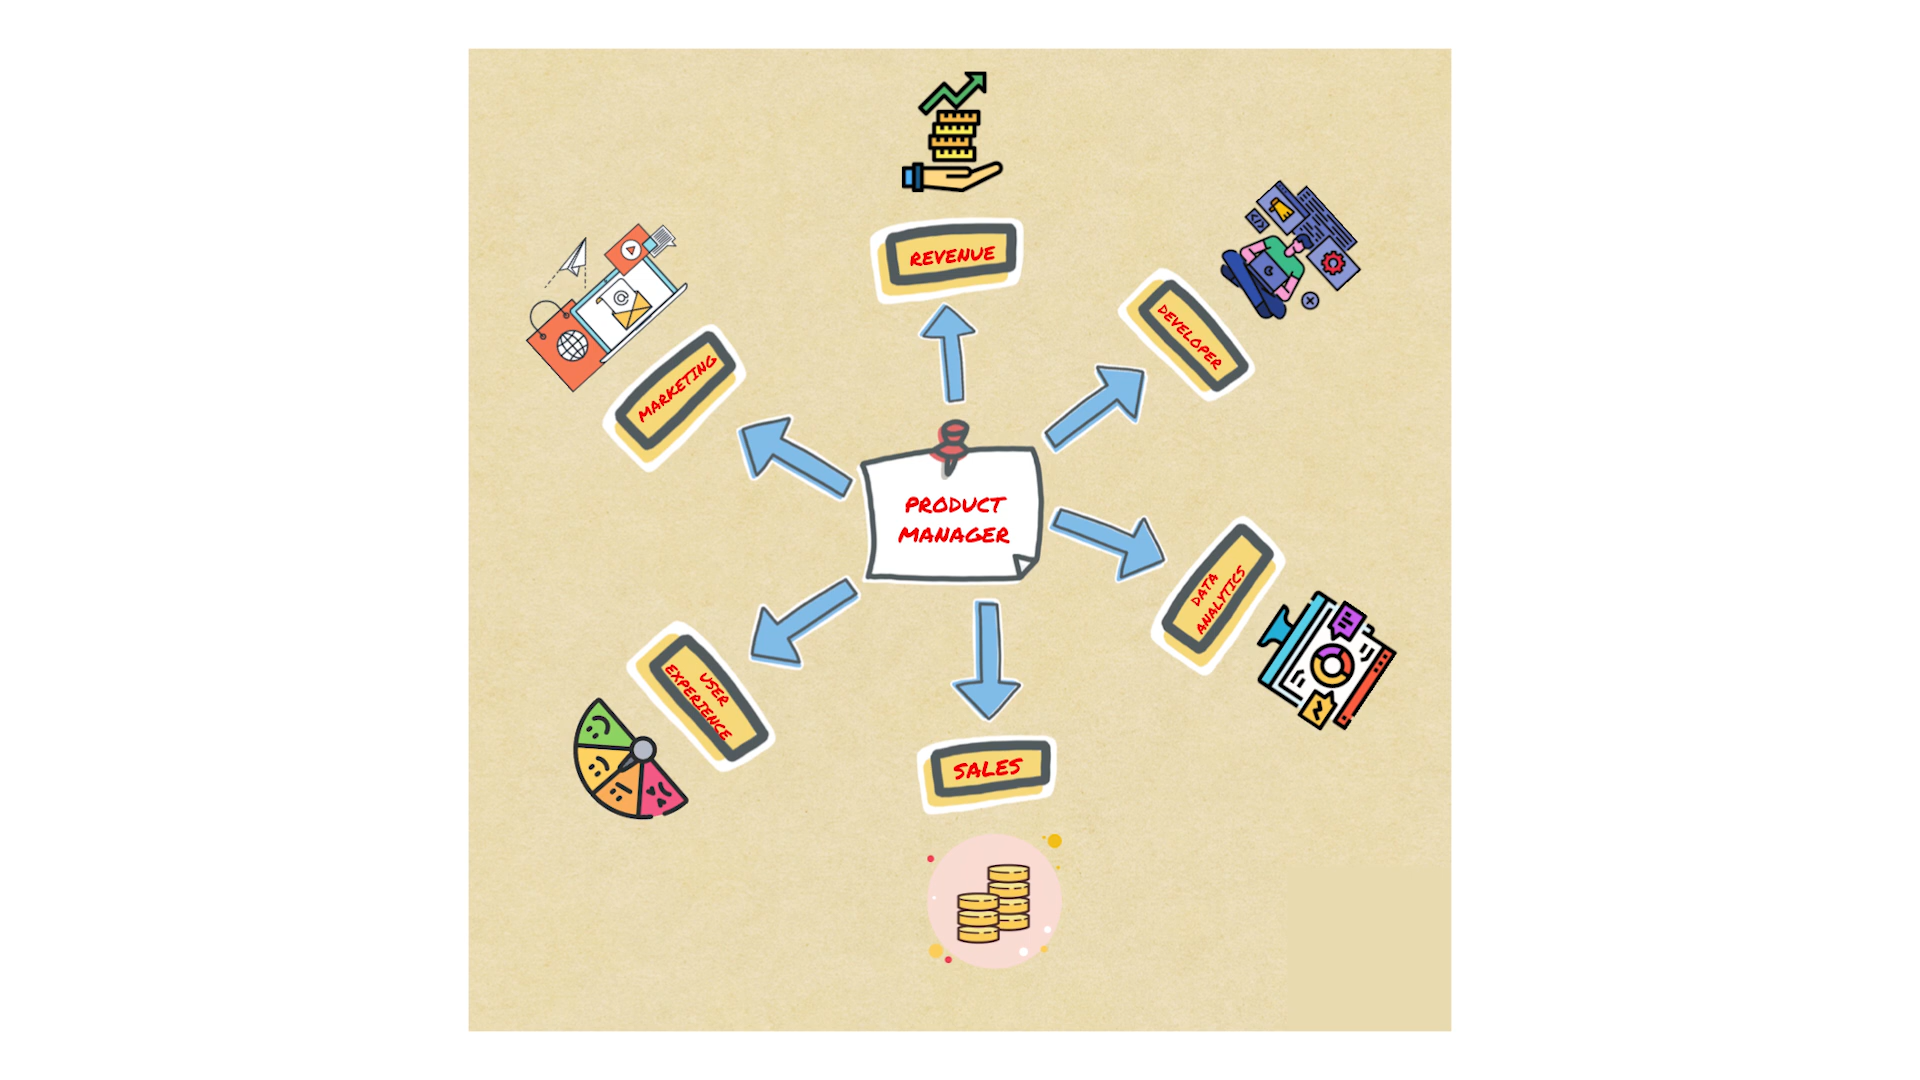 REVENUE
DEVELOPER
MARKETING
PRODUCT
MANAGER
DATA
ANALYTICS
USER
EXPERIENCE
SALES